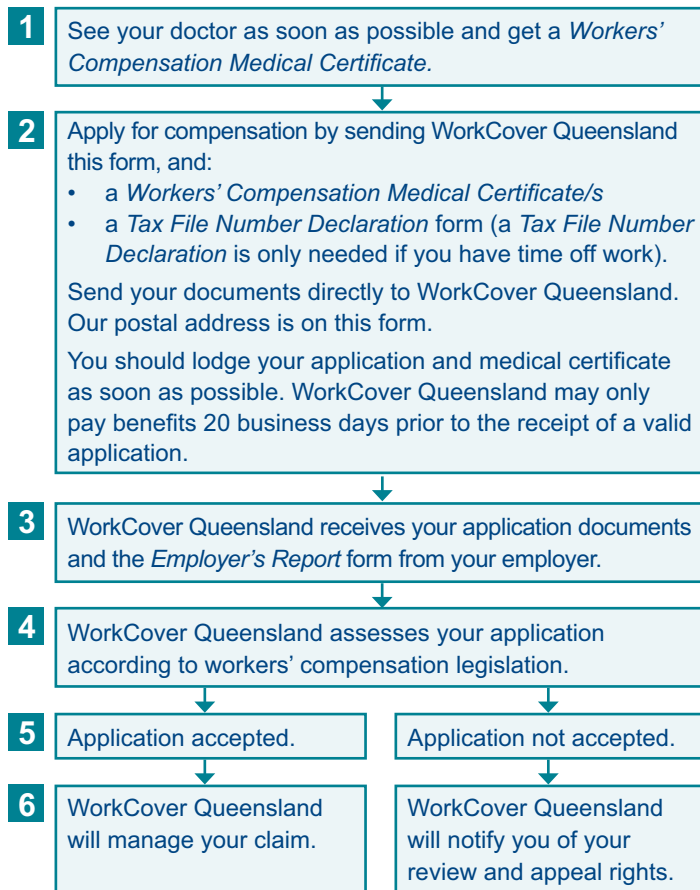 1
See your doctor as soon as possible and get a Workers’
Compensation Medical Certificate.
2
Apply for compensation by sending WorkCover Queensland
this form, and:
• a Workers’ Compensation Medical Certificate/s
• a Tax File Number Declaration form (a Tax File Number
Declaration is only needed if you have time off work).
Send your documents directly to WorkCover Queensland.
Our postal address is on this form.
You should lodge your application and medical certificate
as soon as possible. WorkCover Queensland may only
pay benefits 20 business days prior to the receipt of a valid
application.
3
WorkCover Queensland receives your application documents
and the Employer’s Report form from your employer.
4
WorkCover Queensland assesses your application
according to workers’ compensation legislation.
5
Application accepted.
Application not accepted.
6
WorkCover Queensland
will manage your claim.
WorkCover Queensland
will notify you of your
review and appeal rights.